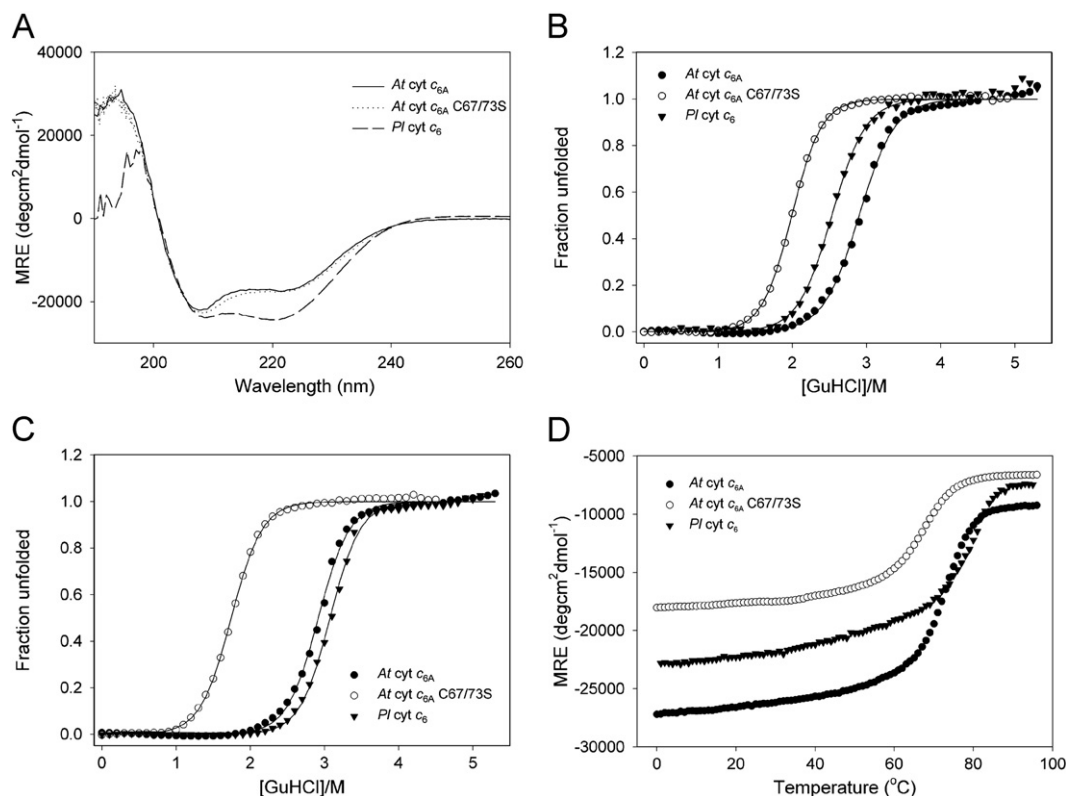 A
40000
20000
0
-20000
MRE (degcm²dmol⁻¹)
200
220
240
260
Wavelength (nm)
At cyt c₆A
At cyt c₆A C67/73S
Pl cyt c₆
B
1.2
1.0
0.8
0.6
0.4
0.2
0.0
Fraction unfolded
0
1
2
3
4
5
[GuHCl]/M
At cyt c₆A
At cyt c₆A C67/73S
Pl cyt c₆
C
1.2
1.0
0.8
0.6
0.4
0.2
0.0
Fraction unfolded
0
1
2
3
4
5
[GuHCl]/M
At cyt c₆A
At cyt c₆A C67/73S
Pl cyt c₆
D
-5000
-10000
-15000
-20000
-25000
-30000
MRE (degcm²dmol⁻¹)
0
20
40
60
80
100
Temperature (°C)
At cyt c₆A
At cyt c₆A C67/73S
Pl cyt c₆